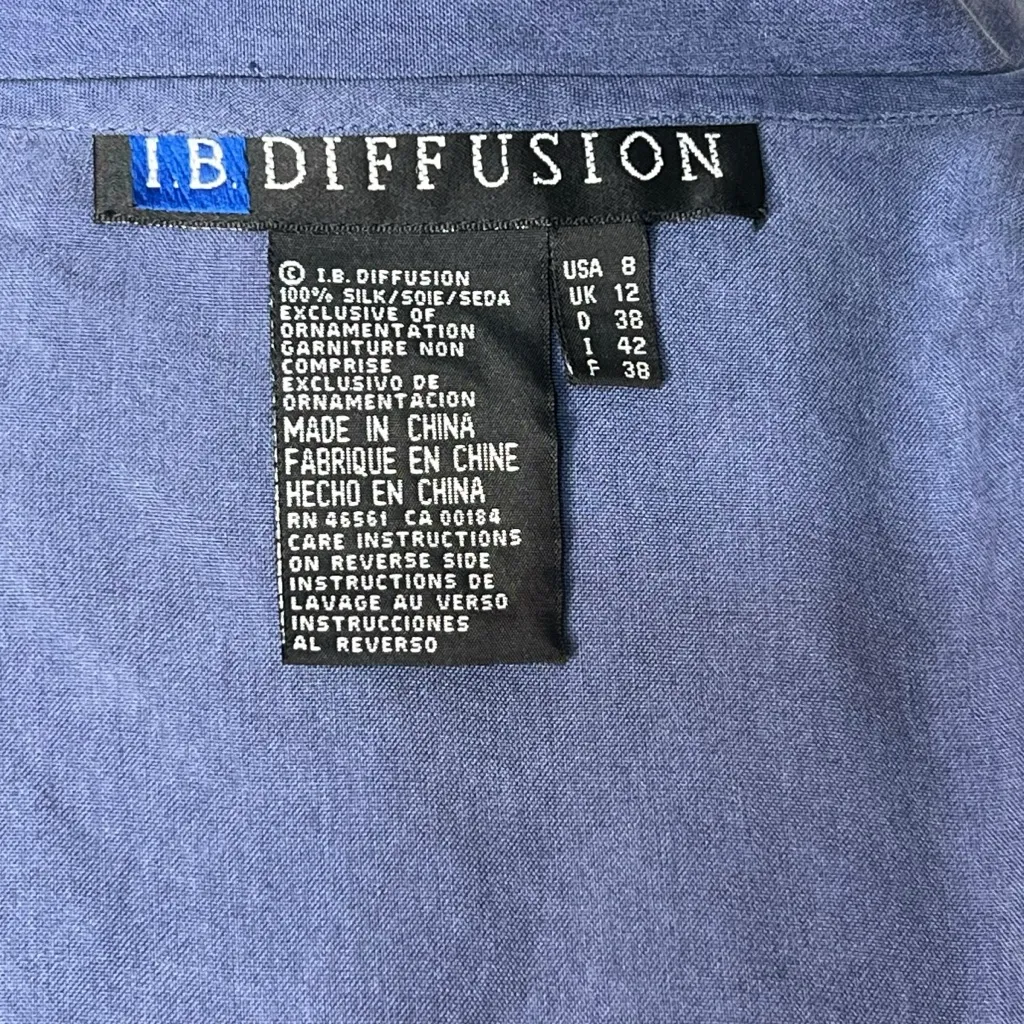 I.B. DIFFUSION
© I.B. DIFFUSION
100% SILK/SOIE/SEDA
EXCLUSIVE OF
ORNAMENTATION
GARNITURE NON
COMPRISE
EXCLUSIVO DE
ORNAMENTACION
MADE IN CHINA
FABRIQUE EN CHINE
HECHO EN CHINA
RN 46561 CA 00184
CARE INSTRUCTIONS
ON REVERSE SIDE
INSTRUCTIONS DE
LAVAGE AU VERSO
INSTRUCCIONES
AL REVERSO
USA 8
UK 12
D 38
I 42
F 38